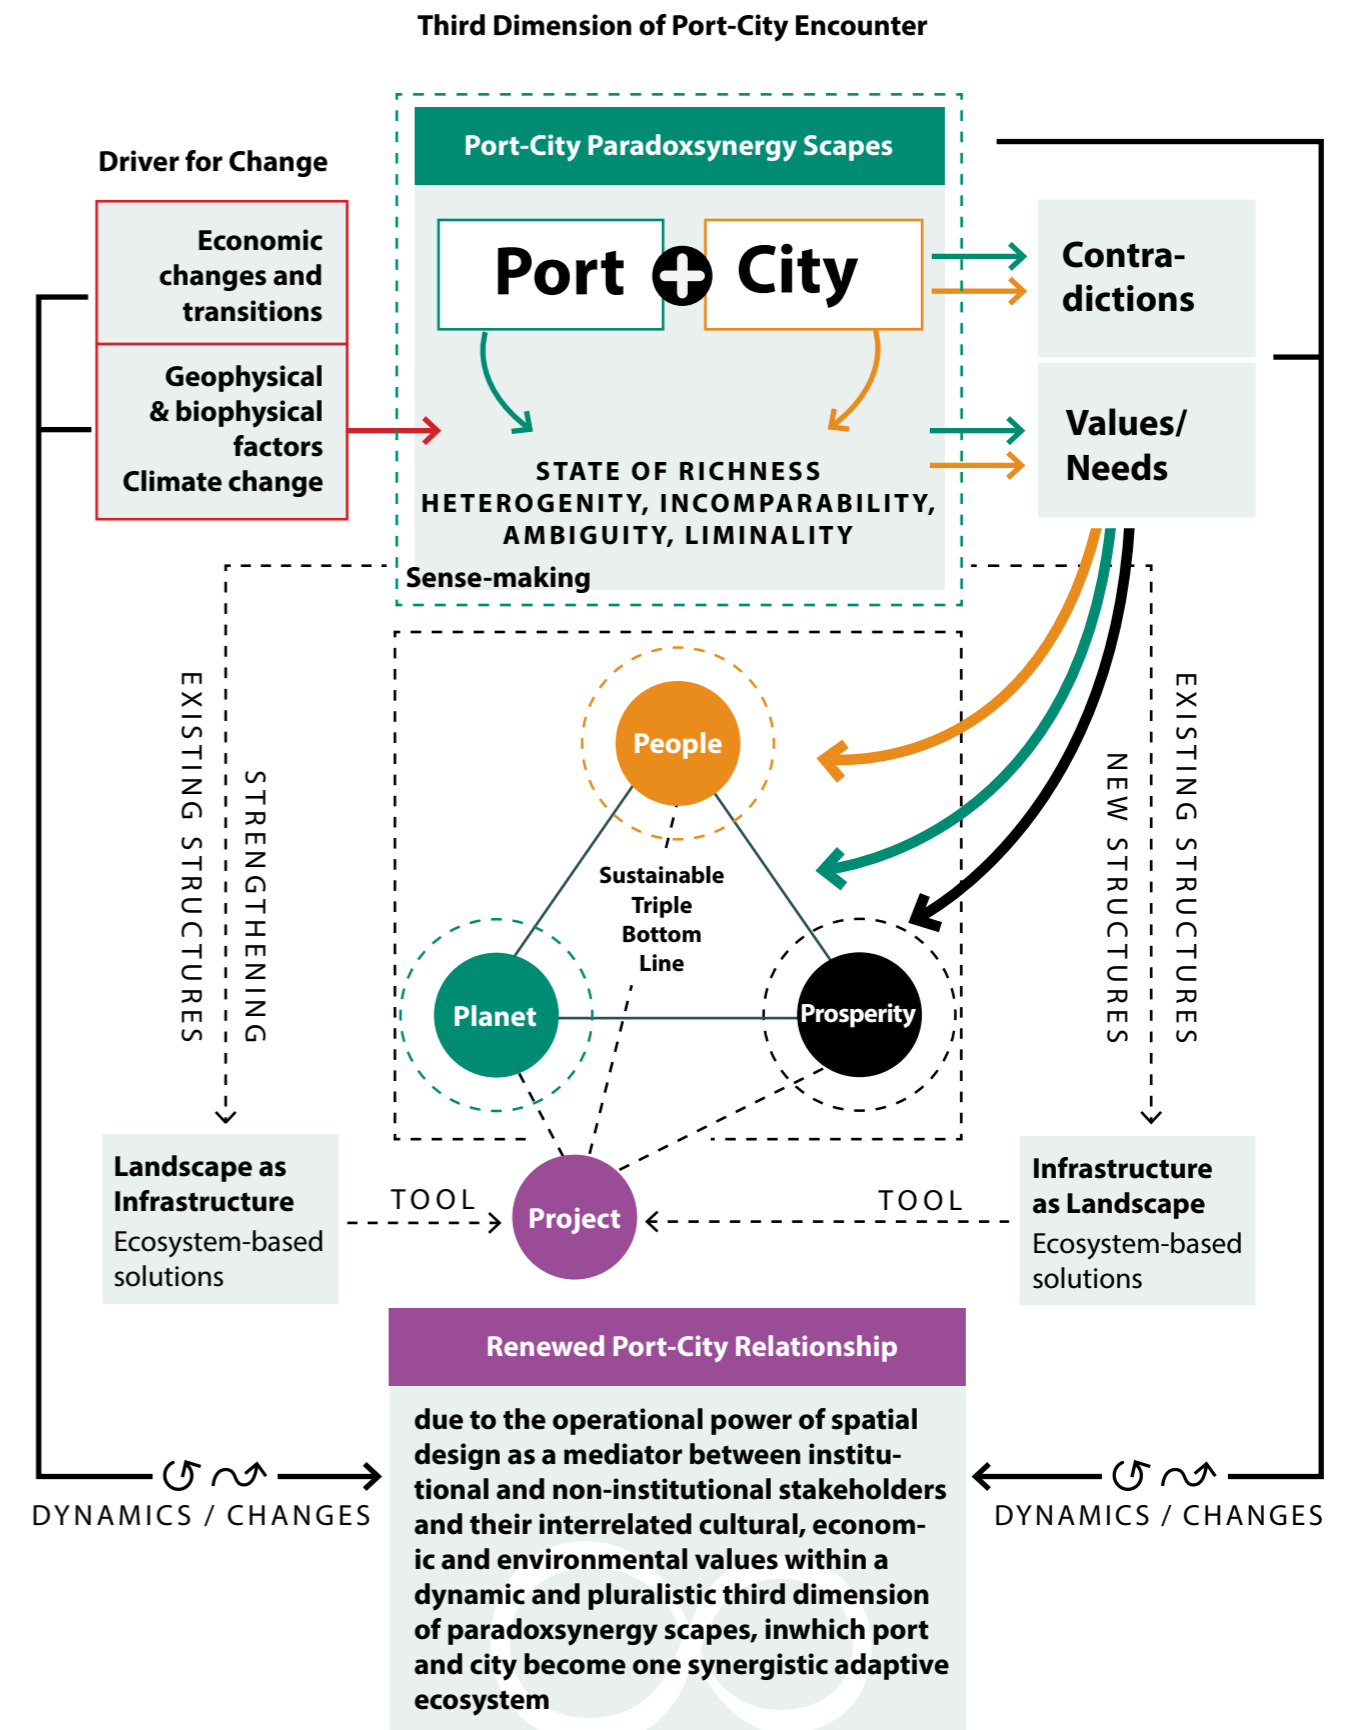 Third Dimension of Port-City Encounter
Driver for Change
Economic
changes and
transitions
Geophysical
& biophysical
factors
Climate change
Port-City Paradoxsynergy Scapes
Port + City
STATE OF RICHNESS
HETEROGENITY, INCOMPARABILITY,
AMBIGUITY, LIMINALITY
Sense-making
Contra-
dictions
Values/
Needs
EXISTING STRUCTURES
STRENGTHENING
People
Sustainable
Triple
Bottom
Line
Planet
Prosperity
NEW STRUCTURES
EXISTING STRUCTURES
Landscape as
Infrastructure
Ecosystem-based
solutions
TOOL
Project
TOOL
Infrastructure
as Landscape
Ecosystem-based
solutions
Renewed Port-City Relationship
due to the operational power of spatial
design as a mediator between institu-
tional and non-institutional stakeholders
and their interrelated cultural, econom-
ic and environmental values within a
dynamic and pluralistic third dimension
of paradoxsynergy scapes, inwhich port
and city become one synergistic adaptive
ecosystem
DYNAMICS / CHANGES
DYNAMICS / CHANGES